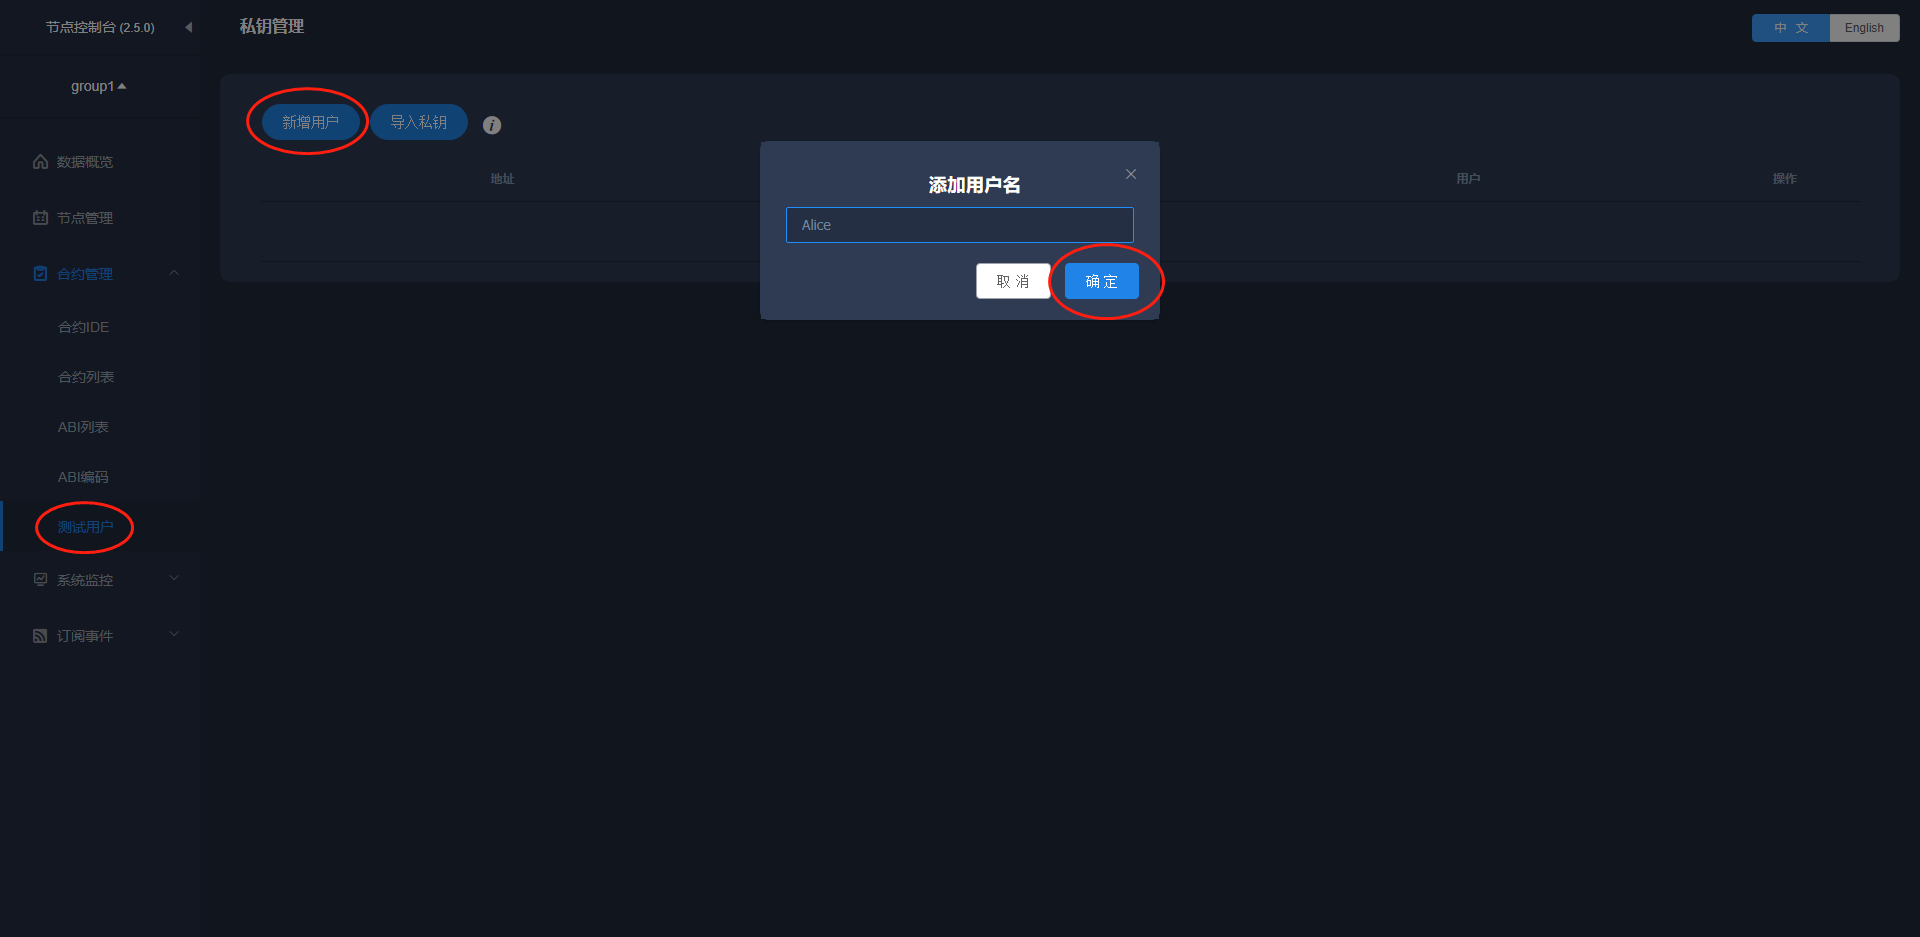 节点控制台 (2.5.0)
group1
数据概览
节点管理
合约管理
合约IDE
合约列表
ABI列表
ABI编码
测试用户
系统监控
订阅事件
私钥管理
中 文 English
新增用户 导入私钥 i
地址 用户 操作
添加用户名
Alice
取 消 确 定